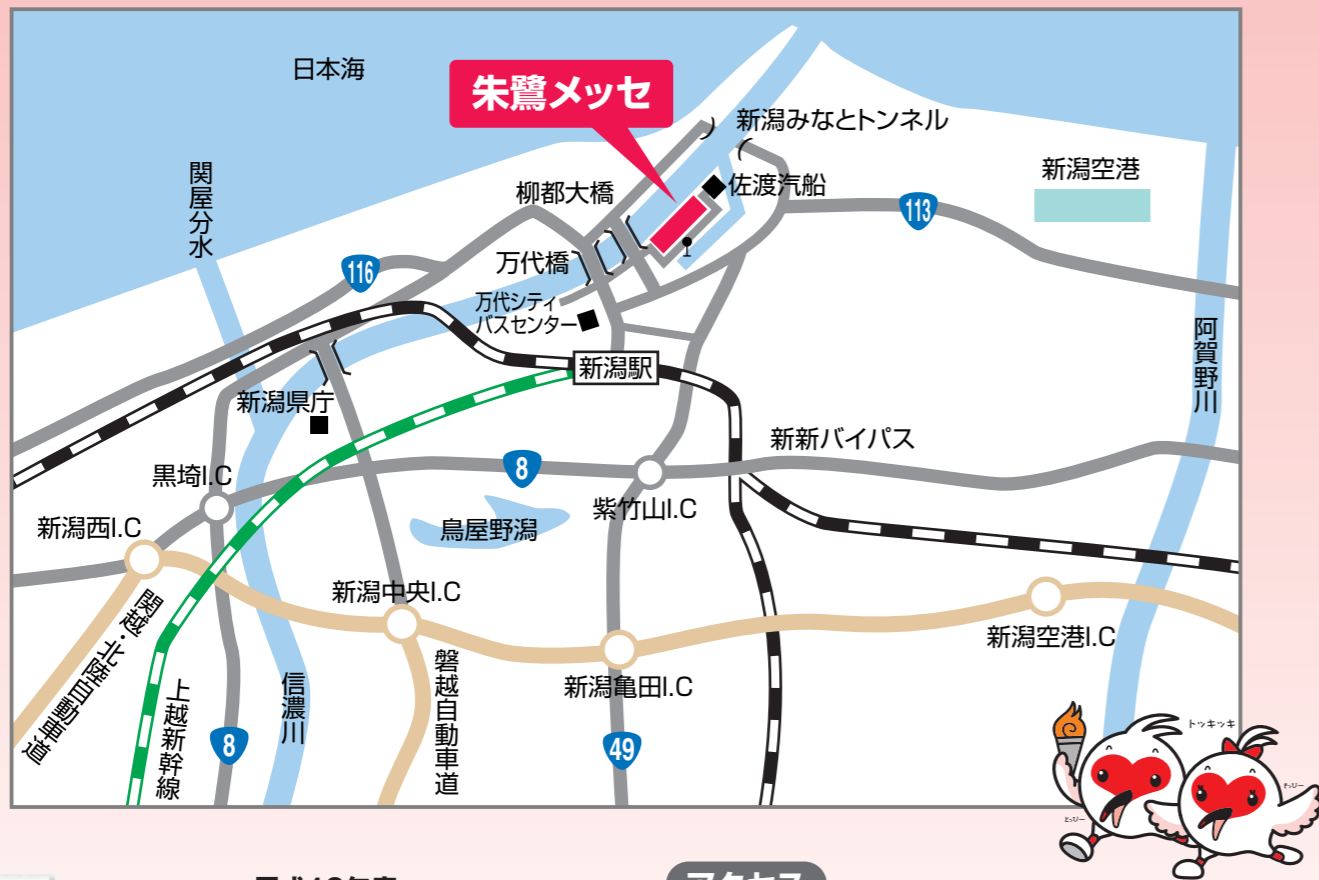 日本海
朱鷺メッセ
新潟みなとトンネル
新潟空港
関屋分水
柳都大橋
佐渡汽船
113
万代橋
116
万代シティ
バスセンター
阿賀野川
新潟駅
新潟県庁
新新バイパス
8
黒埼I.C
紫竹山I.C
新潟西I.C
鳥屋野潟
新潟中央I.C
新潟空港I.C
関越・北陸自動車道
新潟亀田I.C
磐越自動車道
信濃川
上越新幹線
8
49
トッキッキ